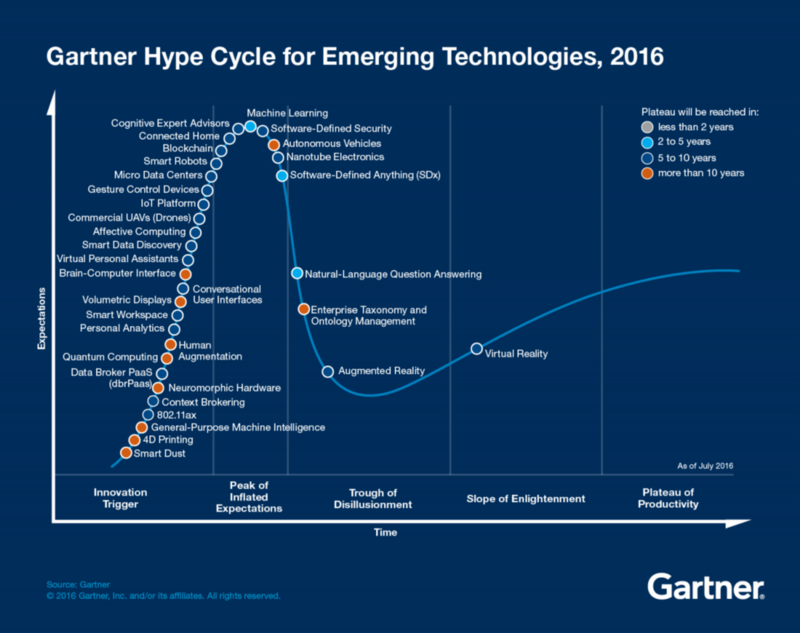 Gartner Hype Cycle for Emerging Technologies, 2016
Plateau will be reached in:
less than 2 years
2 to 5 years
5 to 10 years
more than 10 years
Expectations
Machine Learning
Cognitive Expert Advisors
Software-Defined Security
Connected Home
Autonomous Vehicles
Blockchain
Nanotube Electronics
Smart Robots
Micro Data Centers
Software-Defined Anything (SDx)
Gesture Control Devices
IoT Platform
Commercial UAVs (Drones)
Affective Computing
Smart Data Discovery
Virtual Personal Assistants
Brain-Computer Interface
Natural-Language Question Answering
Conversational
User Interfaces
Volumetric Displays
Enterprise Taxonomy and
Ontology Management
Smart Workspace
Personal Analytics
Human
Augmentation
Quantum Computing
Virtual Reality
Data Broker PaaS
(dbrPaas)
Augmented Reality
Neuromorphic Hardware
Context Brokering
802.11ax
General-Purpose Machine Intelligence
4D Printing
Smart Dust
As of July 2016
Innovation
Trigger
Peak of
Inflated
Expectations
Trough of
Disillusionment
Slope of Enlightenment
Plateau of
Productivity
Time
Source: Gartner
© 2016 Gartner, Inc. and/or its affiliates. All rights reserved.
Gartner®